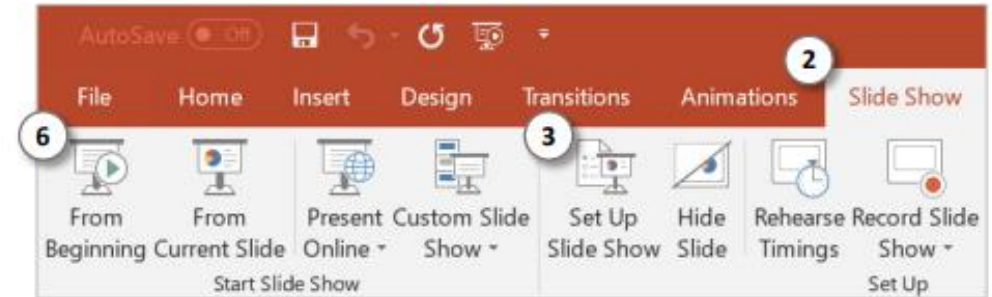 AutoSave Off
2
File Home Insert Design Transitions Animations Slide Show
6 3
From Beginning
From Current Slide
Present Online
Custom Slide Show
Set Up Slide Show
Hide Slide
Rehearse Timings
Record Slide Show
Start Slide Show Set Up